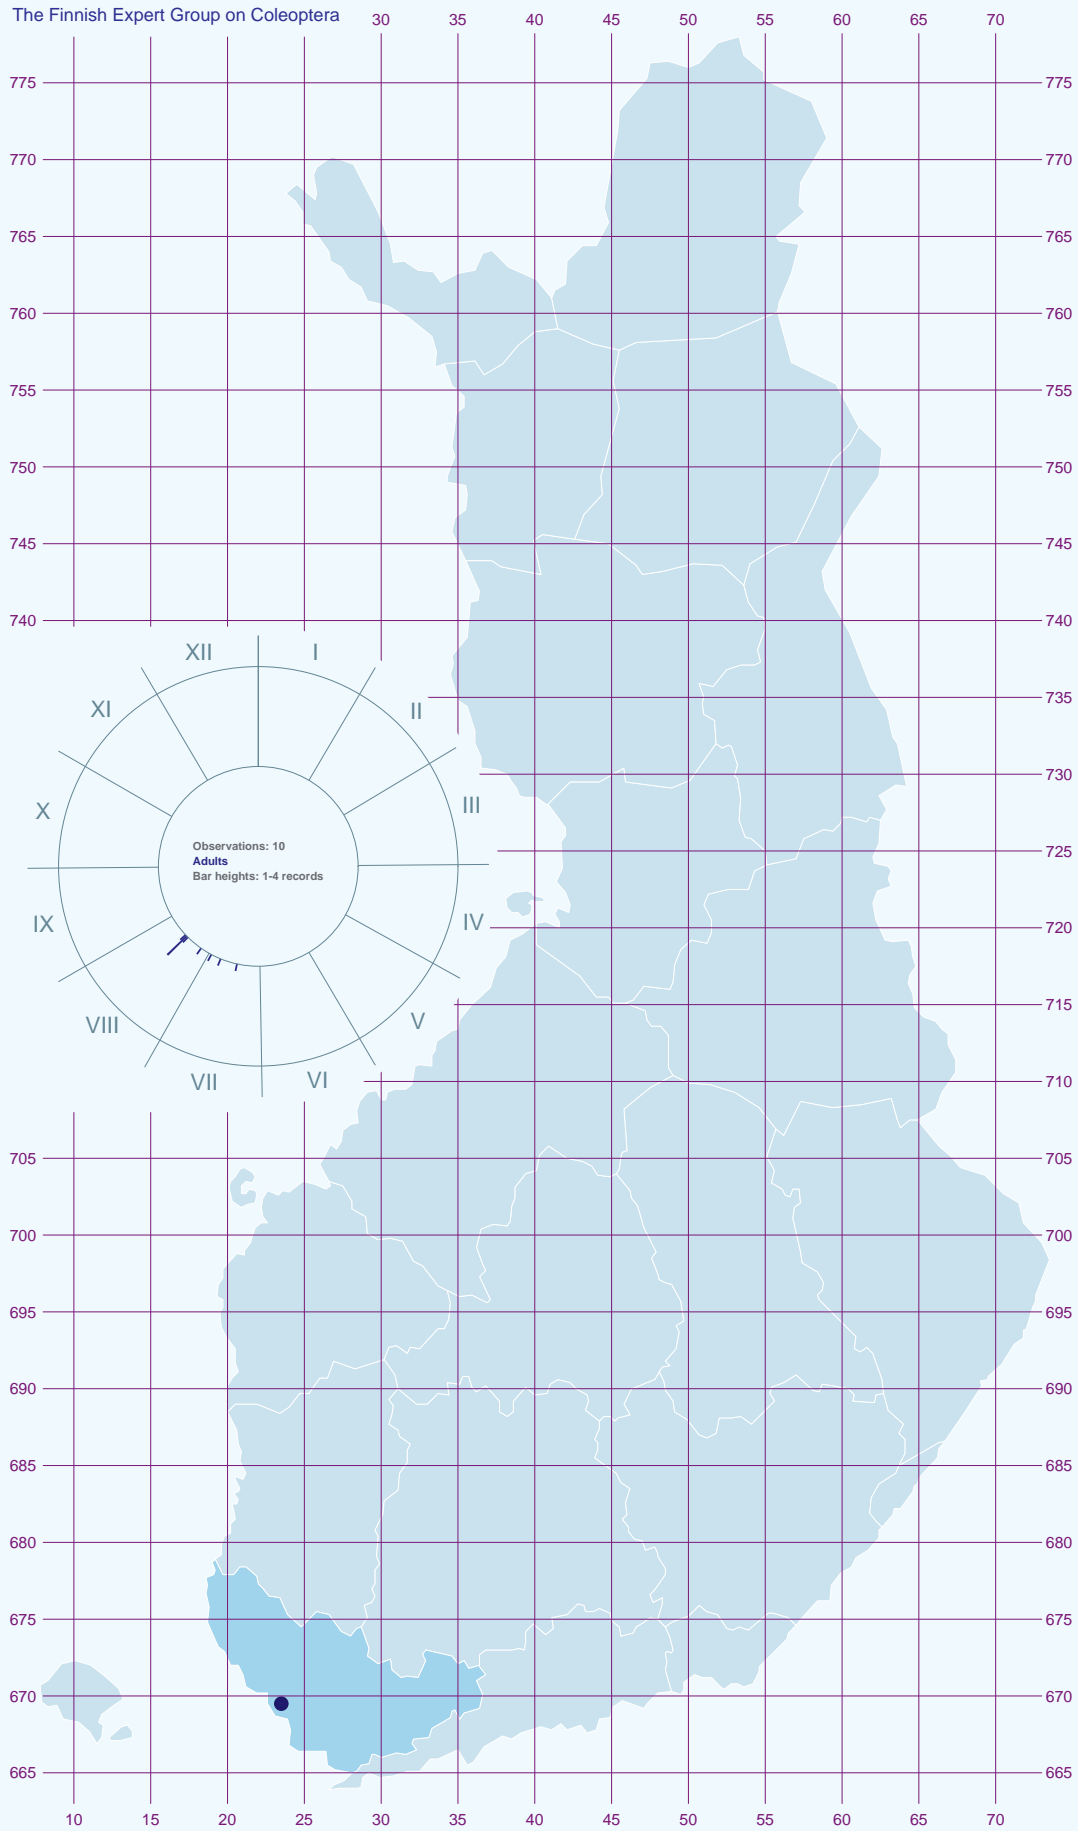 The Finnish Expert Group on Coleoptera
30 35 40 45 50 55 60 65 70
775 775
770 770
765 765
760 760
755 755
750 750
745 745
740 740
XII I
XI II
735
730
III
X
725
Observations: 10
Adults
Bar heights: 1-4 records
IX IV 720 720
715
VIII V
VII VI
710
705 705
700 700
695 695
690 690
685 685
680 680
675 675
670 670
665 665
10 15 20 25 30 35 40 45 50 55 60 65 70